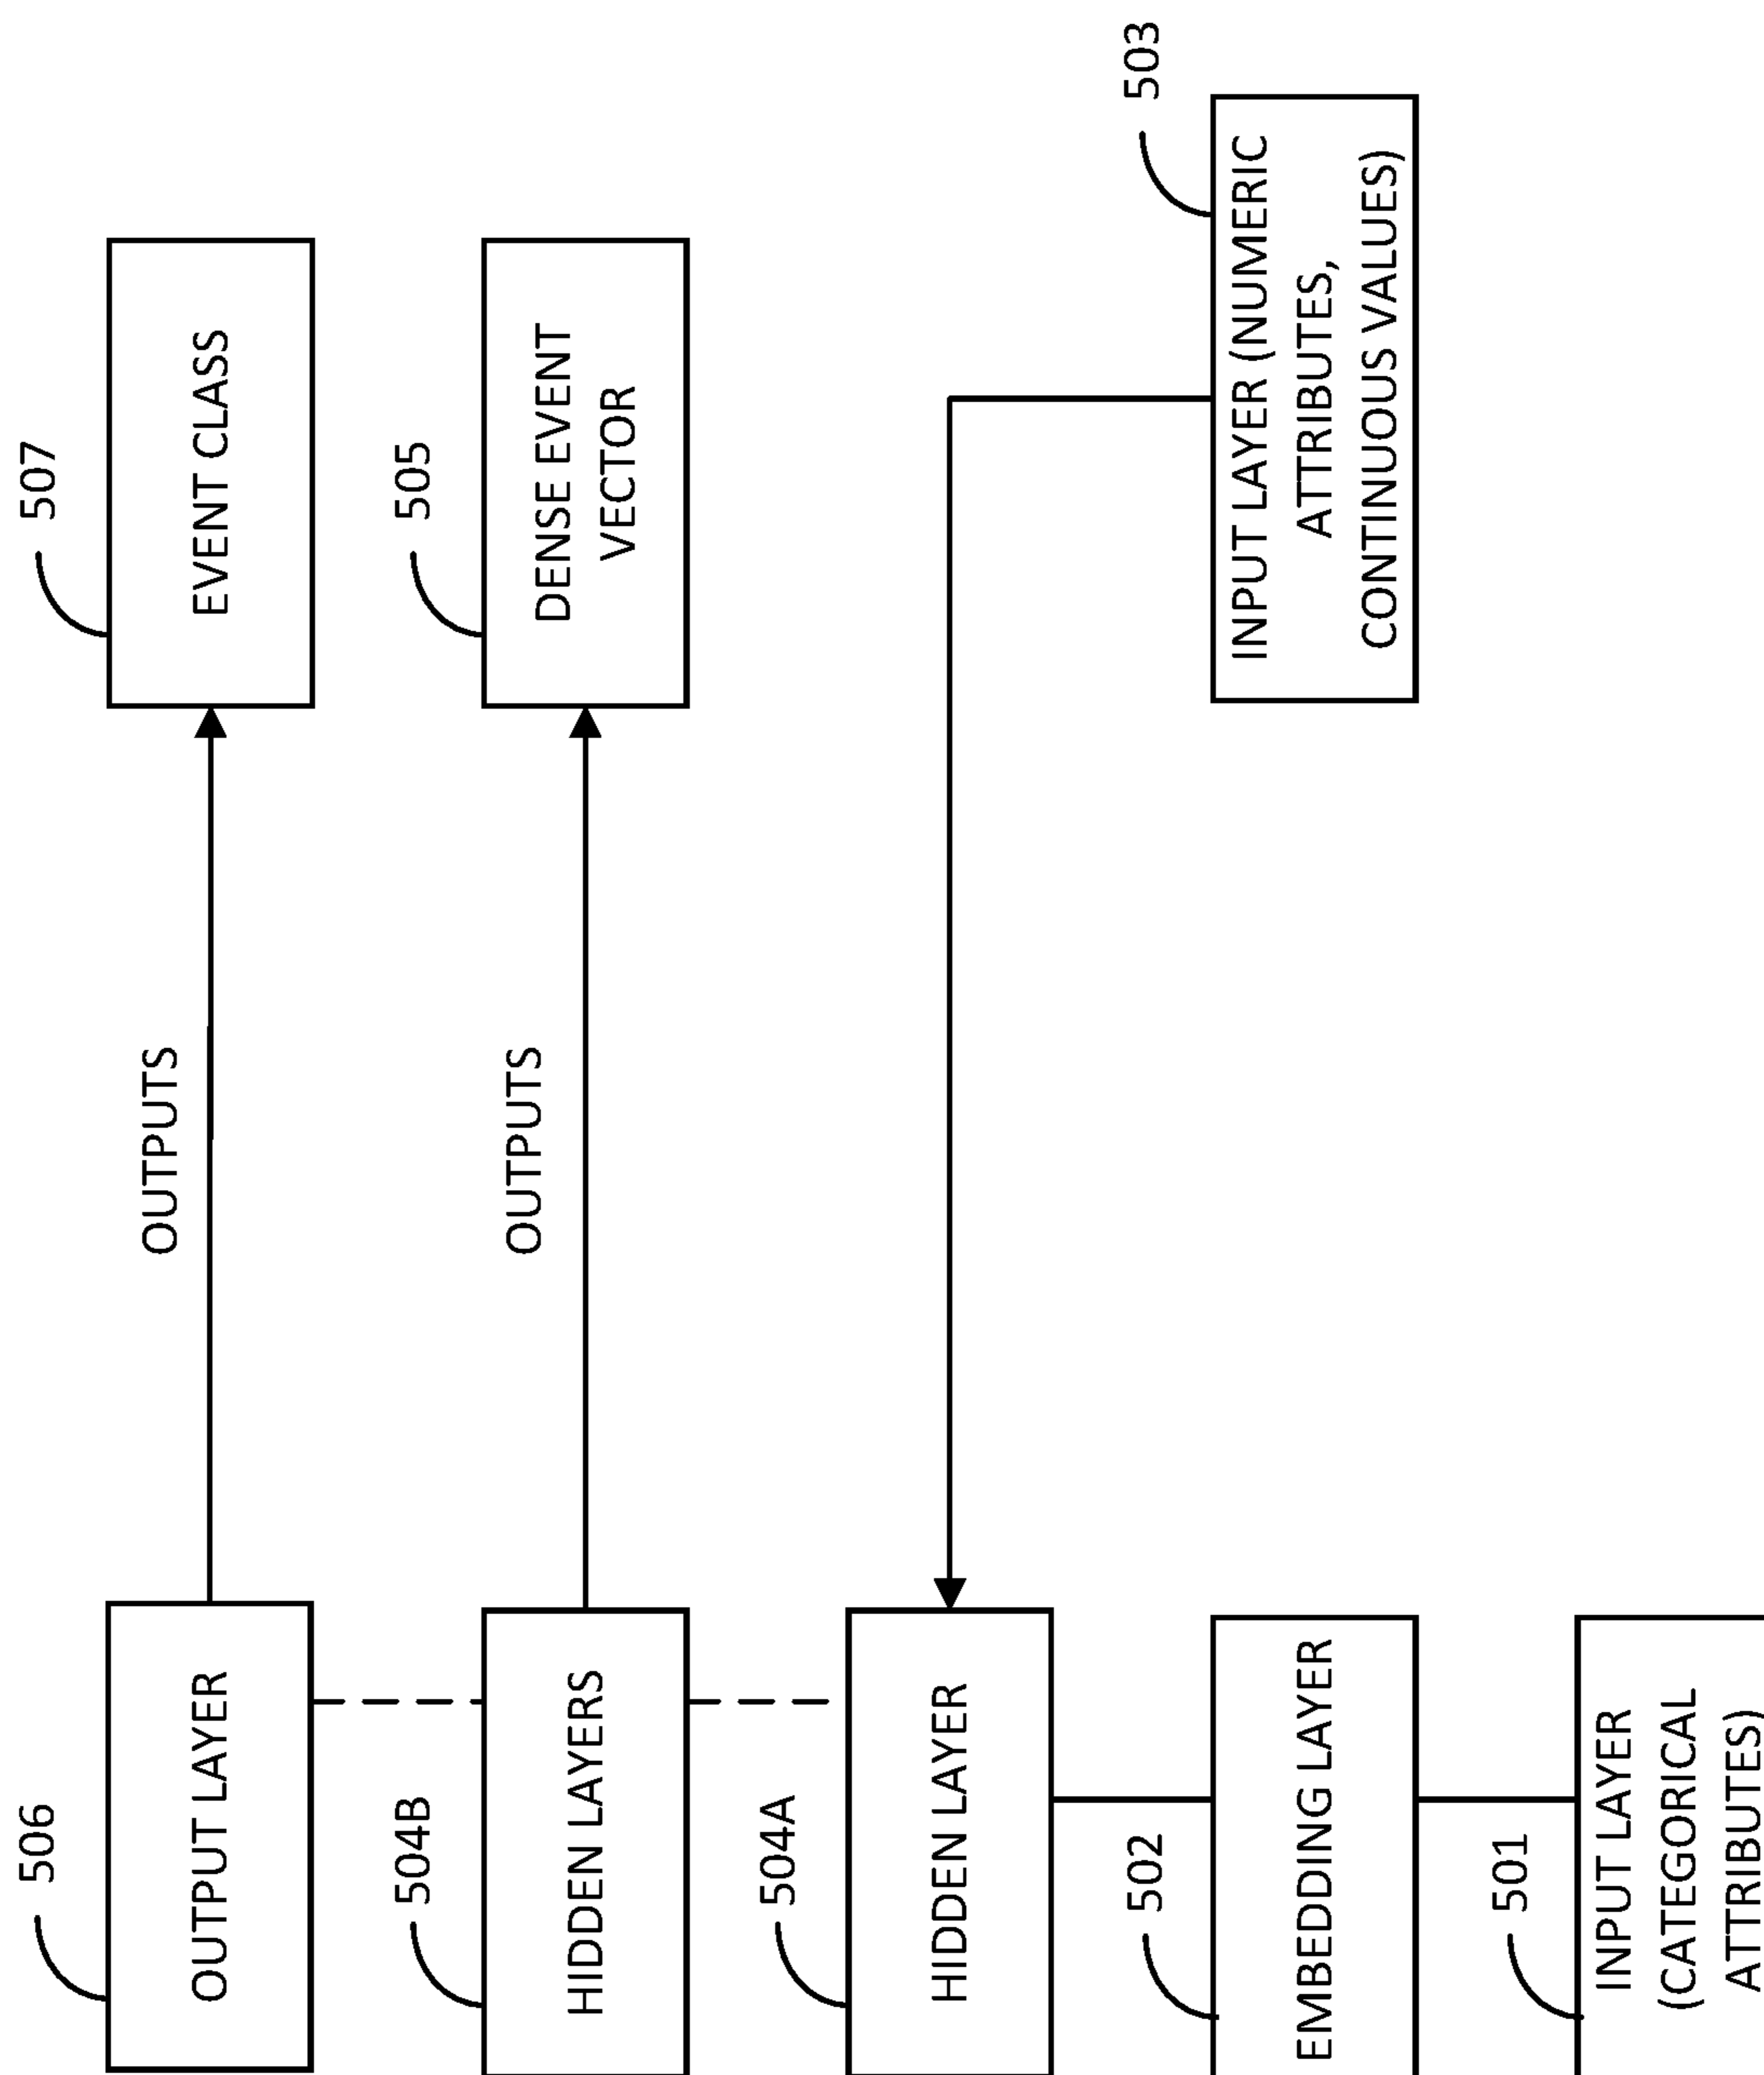 506
OUTPUT LAYER
OUTPUTS
507
EVENT CLASS
504B
HIDDEN LAYERS
OUTPUTS
505
DENSE EVENT
VECTOR
504A
HIDDEN LAYER
502
EMBEDDING LAYER
503
INPUT LAYER (NUMERIC
ATTRIBUTES,
CONTINUOUS VALUES)
501
INPUT LAYER
(CATEGORICAL
ATTRIBUTES)